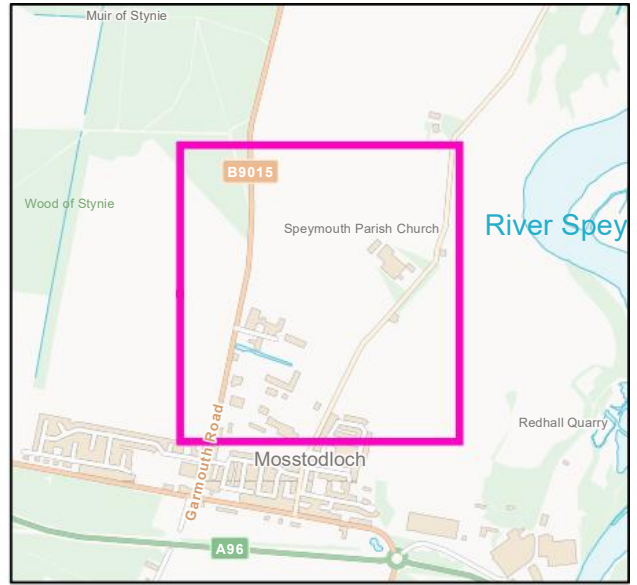 Muir of Stynie
B9015
Wood of Stynie
Speymouth Parish Church
River Spey
Redhall Quarry
Garmouth Road
Mosstodloch
A96